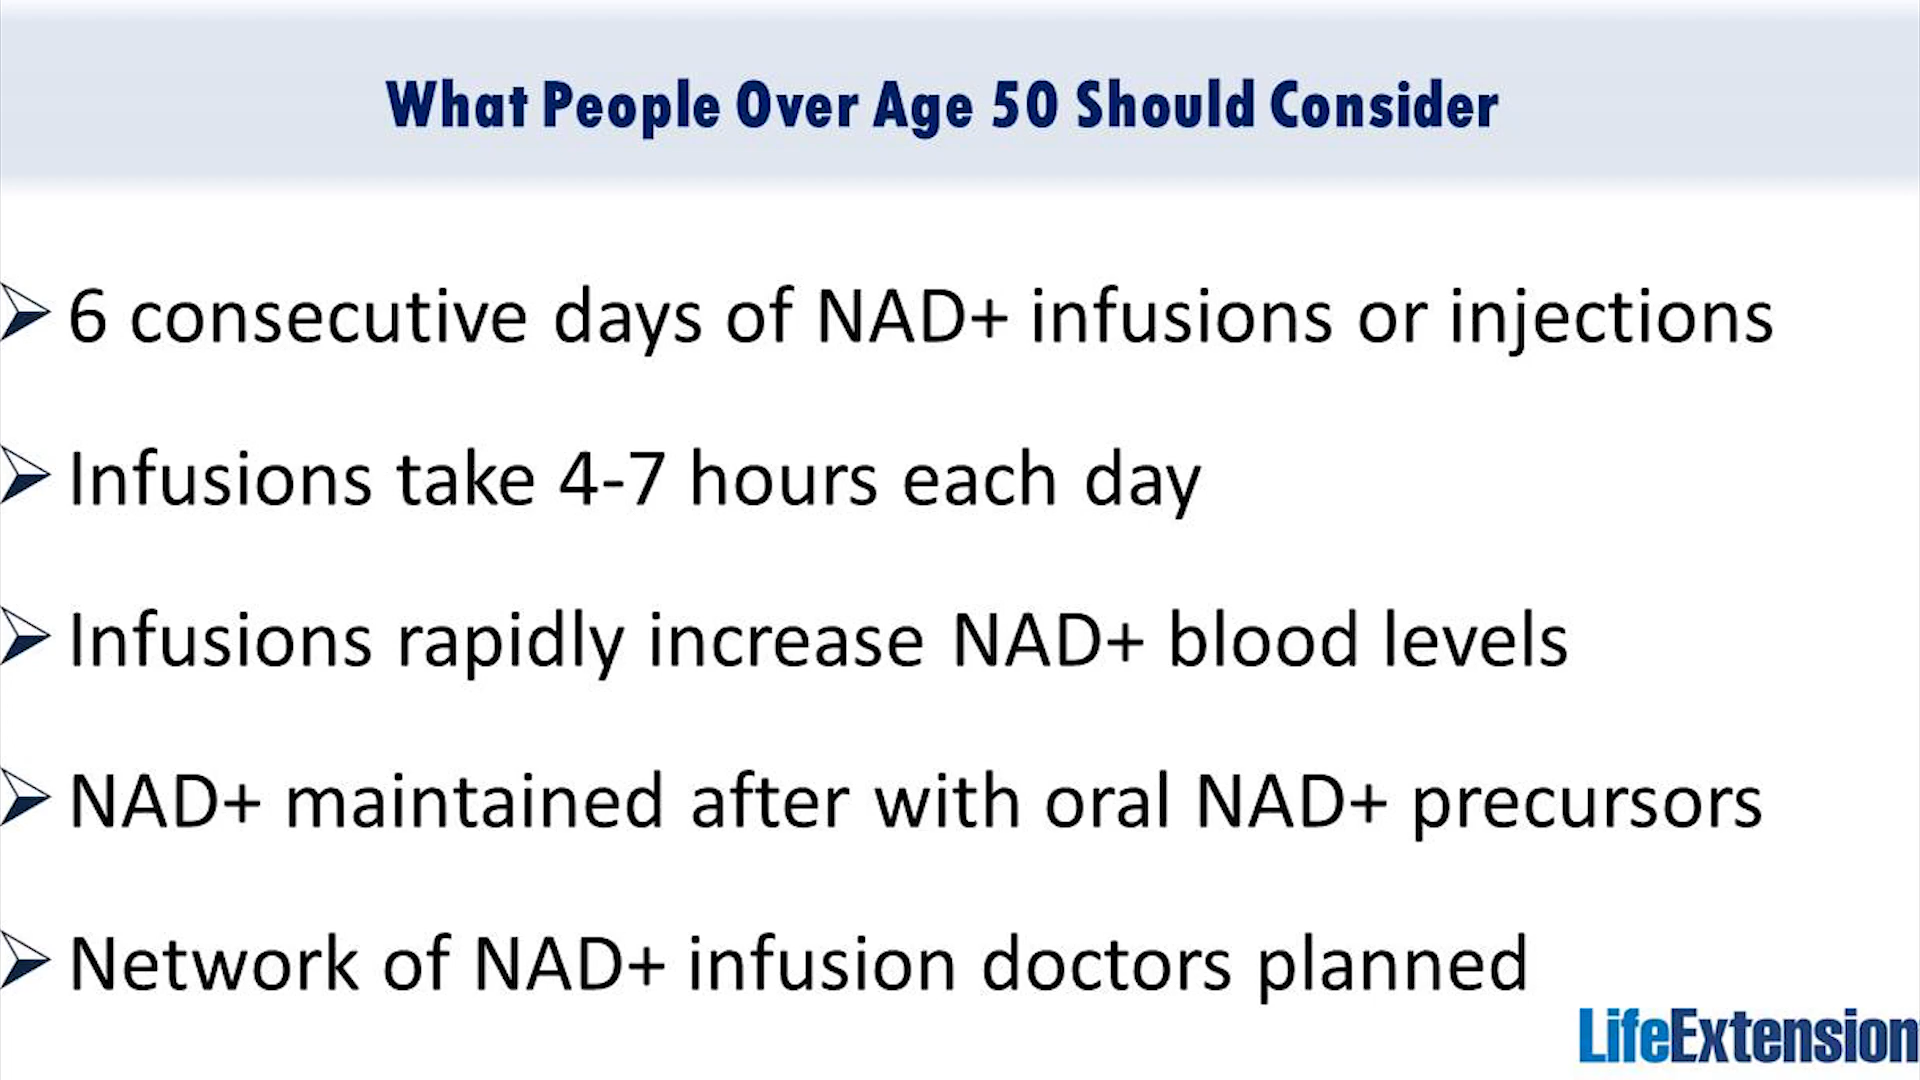 What People Over Age 50 Should Consider
6 consecutive days of NAD+ infusions or injections
Infusions take 4-7 hours each day
Infusions rapidly increase NAD+ blood levels
NAD+ maintained after with oral NAD+ precursors
Network of NAD+ infusion doctors planned
LifeExtension